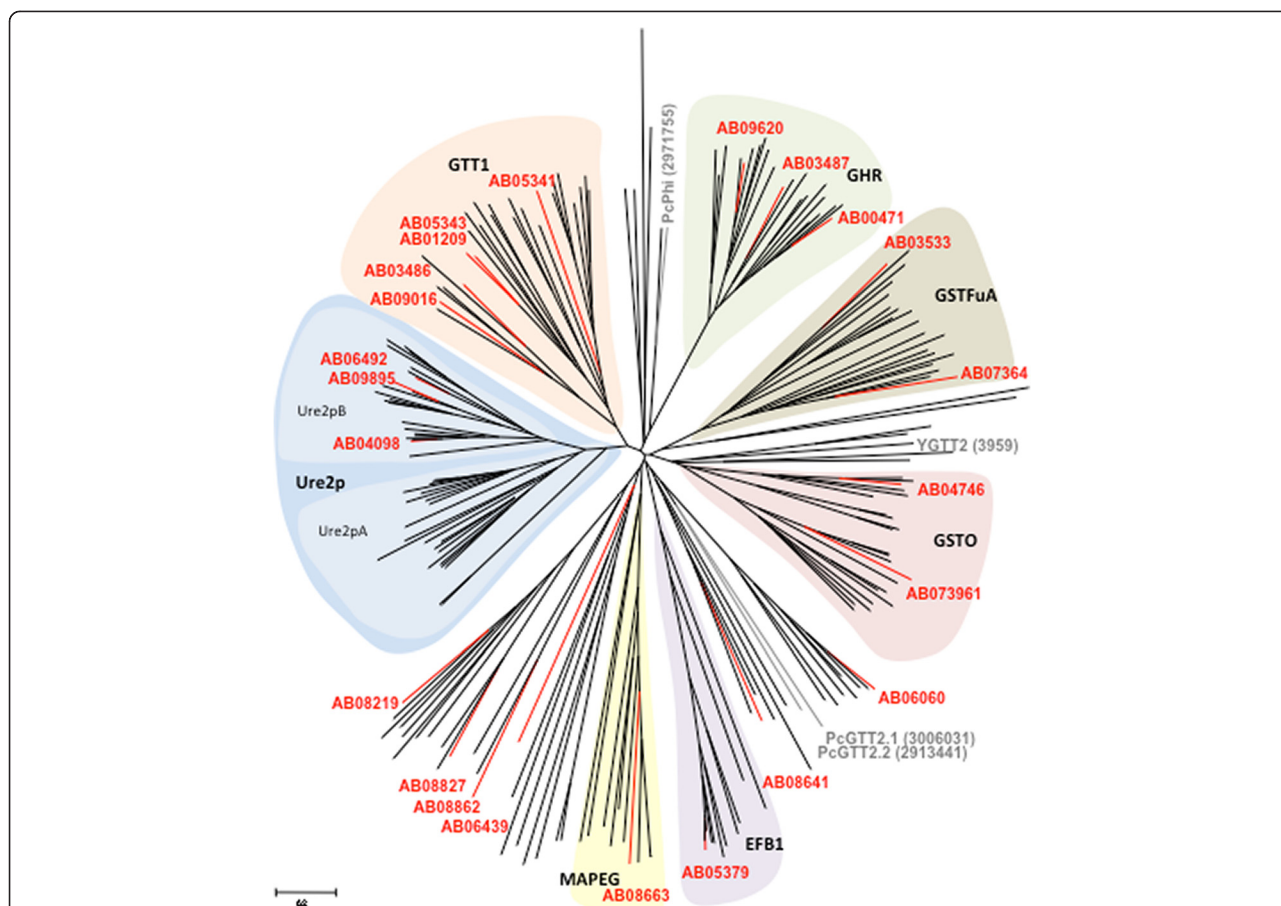 PcPhi (2971755)
AB09620
AB03487
GHR
AB00471
GTT1
AB05341
AB05343
AB01209
AB03486
AB09016
AB03533
GSTFuA
AB07364
AB06492
AB09895
Ure2pB
AB04098
Ure2p
Ure2pA
YGTT2 (3959)
AB04746
GSTO
AB073961
AB06060
PcGTT2.1 (3006031)
PcGTT2.2 (2913441)
AB08641
AB08219
AB08827
AB08862
AB06439
EFB1
AB05379
MAPEG
AB08663